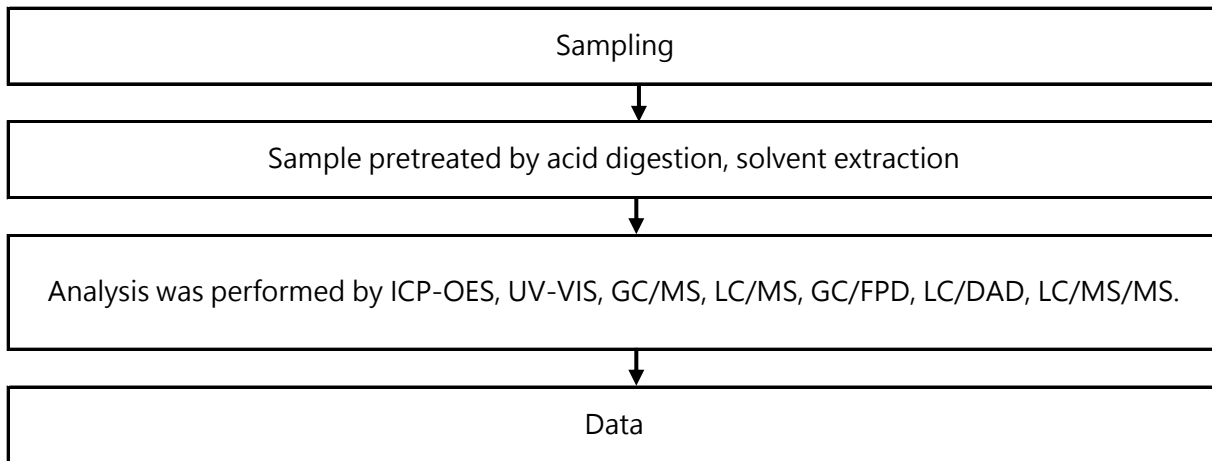 Sampling
Sample pretreated by acid digestion, solvent extraction
Analysis was performed by ICP-OES, UV-VIS, GC/MS, LC/MS, GC/FPD, LC/DAD, LC/MS/MS.
Data